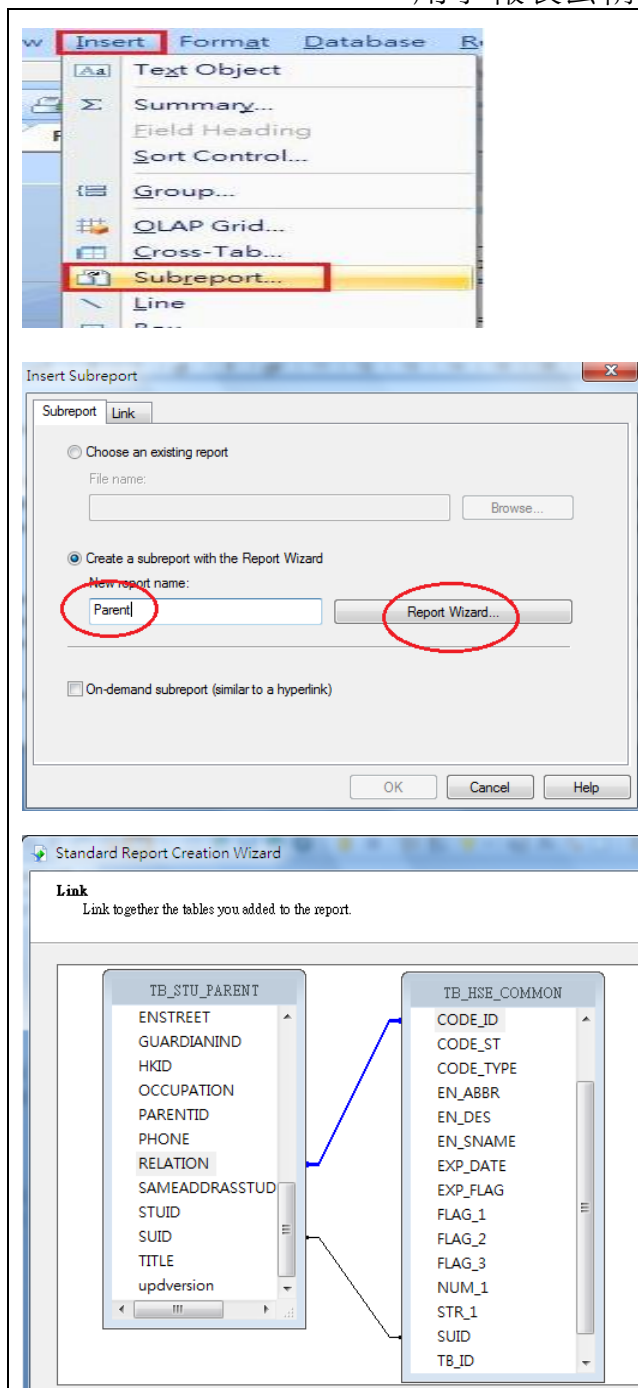 w Insert Format Database
Text Object
Summary...
Field Heading
Sort Control...
Group...
OLAP Grid...
Cross-Tab...
Subreport...
Line
Insert Subreport
Subreport Link
Choose an existing report
File name:
Browse...
Create a subreport with the Report Wizard
New report name:
Parent Report Wizard...
On-demand subreport (similar to a hyperlink)
OK Cancel Help
Standard Report Creation Wizard
Link
Link together the tables you added to the report.
TB_STU_PARENT
ENSTREET
GUARDIANIND
HKID
OCCUPATION
PARENTID
PHONE
RELATION
SAMEADDRASSTUD
STUID
SUID
TITLE
updversion
TB_HSE_COMMON
CODE_ID
CODE_ST
CODE_TYPE
EN_ABBR
EN_DES
EN_SNAME
EXP_DATE
EXP_FLAG
FLAG_1
FLAG_2
FLAG_3
NUM_1
STR_1
SUID
TB_ID